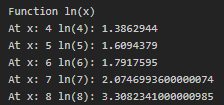 Function ln(x)
At x: 4 ln(4): 1.3862944
At x: 5 ln(5): 1.6094379
At x: 6 ln(6): 1.7917595
At x: 7 ln(7): 2.0746993600000074
At x: 8 ln(8): 3.3082341000000985